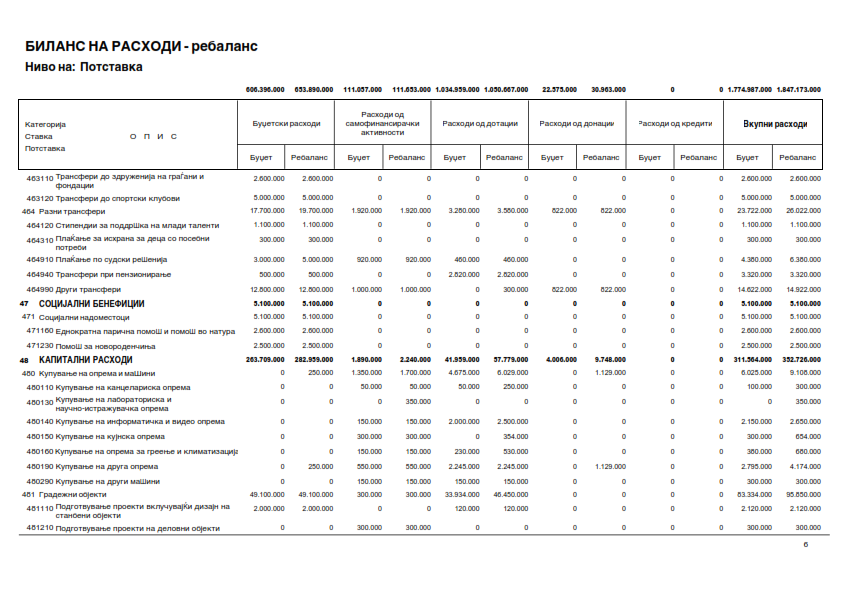 БИЛАНС НА РАСХОДИ - ребаланс
Ниво на: Потставка
606.396.000 653.890.000 111.057.000 111.653.000 1.034.959.000 1.050.667.000 22.575.000 30.963.000 0 0 1.774.987.000 1.847.173.000
Категорија
Ставка О П И С
Потставка
Буџетски расходи
Расходи од самофинансирачки активности
Расходи од дотации
Расходи од донации
Расходи од кредити
Вкупни расходи
Буџет Ребаланс Буџет Ребаланс Буџет Ребаланс Буџет Ребаланс Буџет Ребаланс Буџет Ребаланс
463110 Трансфери до здруженија на граѓани и 2.600.000 2.600.000 0 0 0 0 0 0 0 0 2.600.000 2.600.000
фондации
463120 Трансфери до спортски клубови 5.000.000 5.000.000 0 0 0 0 0 0 0 0 5.000.000 5.000.000
464 Разни трансфери 17.700.000 19.700.000 1.920.000 1.920.000 3.280.000 3.580.000 822.000 822.000 0 0 23.722.000 26.022.000
464120 Стипендии за поддрШка на млади таленти 1.100.000 1.100.000 0 0 0 0 0 0 0 0 1.100.000 1.100.000
464310 ПлаЌање за исхрана за деца со посебни 300.000 300.000 0 0 0 0 0 0 0 0 300.000 300.000
потреби
464910 ПлаЌање по судски реШенија 3.000.000 5.000.000 920.000 920.000 460.000 460.000 0 0 0 0 4.380.000 6.380.000
464940 Трансфери при пензионирање 500.000 500.000 0 0 2.820.000 2.820.000 0 0 0 0 3.320.000 3.320.000
464990 Други трансфери 12.800.000 12.800.000 1.000.000 1.000.000 0 300.000 822.000 822.000 0 0 14.622.000 14.922.000
47 СОЦИЈАЛНИ БЕНЕФИЦИИ 5.100.000 5.100.000 0 0 0 0 0 0 0 0 5.100.000 5.100.000
471 Социјални надоместоци 5.100.000 5.100.000 0 0 0 0 0 0 0 0 5.100.000 5.100.000
471160 Еднократна парична помоШ и помоШ во натура 2.600.000 2.600.000 0 0 0 0 0 0 0 0 2.600.000 2.600.000
471230 ПомоШ за новороденчиња 2.500.000 2.500.000 0 0 0 0 0 0 0 0 2.500.000 2.500.000
48 КАПИТАЛНИ РАСХОДИ 263.709.000 282.959.000 1.890.000 2.240.000 41.959.000 57.779.000 4.006.000 9.748.000 0 0 311.564.000 352.726.000
480 Купување на опрема и маШини 0 250.000 1.350.000 1.700.000 4.675.000 6.029.000 0 1.129.000 0 0 6.025.000 9.108.000
480110 Купување на канцелариска опрема 0 0 50.000 50.000 50.000 250.000 0 0 0 0 100.000 300.000
480130 Купување на лабораториска и 0 0 0 350.000 0 0 0 0 0 0 0 350.000
научно-истражувачка опрема
480140 Купување на информатичка и видео опрема 0 0 150.000 150.000 2.000.000 2.500.000 0 0 0 0 2.150.000 2.650.000
480150 Купување на кујнска опрема 0 0 300.000 300.000 0 354.000 0 0 0 0 300.000 654.000
480160 Купување на опрема за греење и климатизација 0 0 150.000 150.000 230.000 530.000 0 0 0 0 380.000 680.000
480190 Купување на друга опрема 0 250.000 550.000 550.000 2.245.000 2.245.000 0 1.129.000 0 0 2.795.000 4.174.000
480290 Купување на други маШини 0 0 150.000 150.000 150.000 150.000 0 0 0 0 300.000 300.000
481 Градежни објекти 49.100.000 49.100.000 300.000 300.000 33.934.000 46.450.000 0 0 0 0 83.334.000 95.850.000
481110 Подготвување проекти вклучувајЌи дизајн на 2.000.000 2.000.000 0 0 120.000 120.000 0 0 0 0 2.120.000 2.120.000
станбени објекти
481210 Подготвување проекти на деловни објекти 0 0 300.000 300.000 0 0 0 0 0 0 300.000 300.000
6